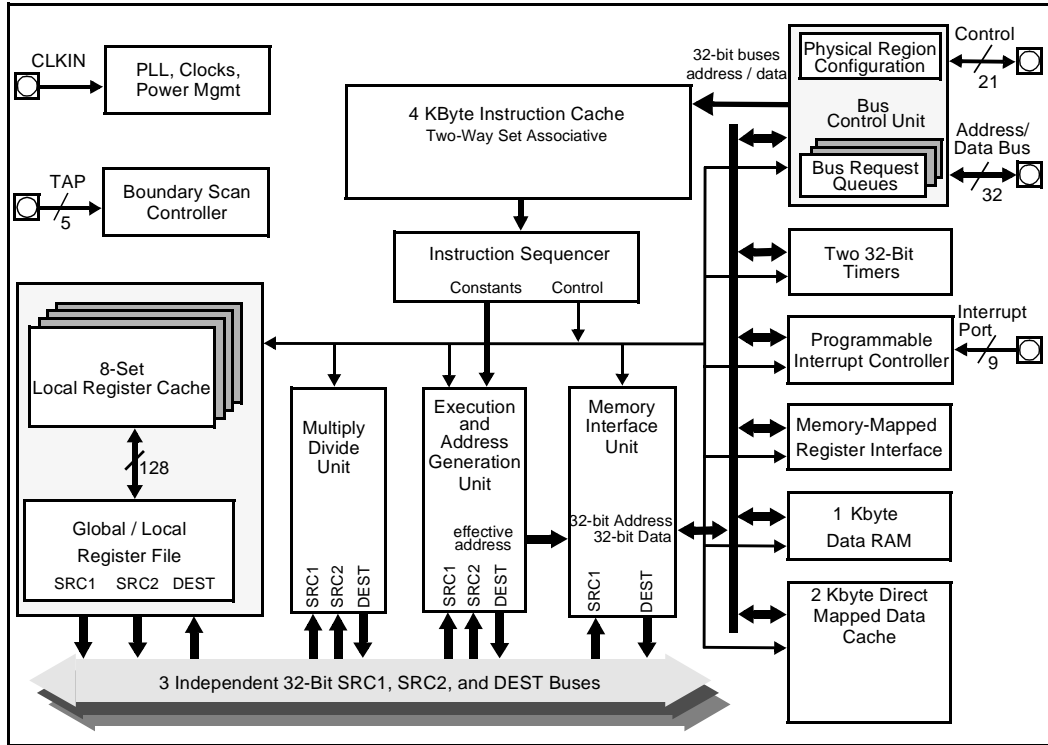 CLKIN
PLL, Clocks,
Power Mgmt
TAP
5
Boundary Scan
Controller
8-Set
Local Register Cache
128
Global / Local
Register File
SRC1 SRC2 DEST
4 KByte Instruction Cache
Two-Way Set Associative
Instruction Sequencer
Constants Control
Multiply
Divide
Unit
SRC1
SRC2
DEST
Execution
and
Address
Generation
Unit
effective
address
SRC1
SRC2
DEST
Memory
Interface
Unit
32-bit Address
32-bit Data
SRC1
DEST
3 Independent 32-Bit SRC1, SRC2, and DEST Buses
32-bit buses
address / data
Physical Region
Configuration
Bus
Control Unit
Bus Request
Queues
Control
21
Address/
Data Bus
32
Two 32-Bit
Timers
Programmable
Interrupt Controller
Interrupt
Port
9
Memory-Mapped
Register Interface
1 Kbyte
Data RAM
2 Kbyte Direct
Mapped Data
Cache